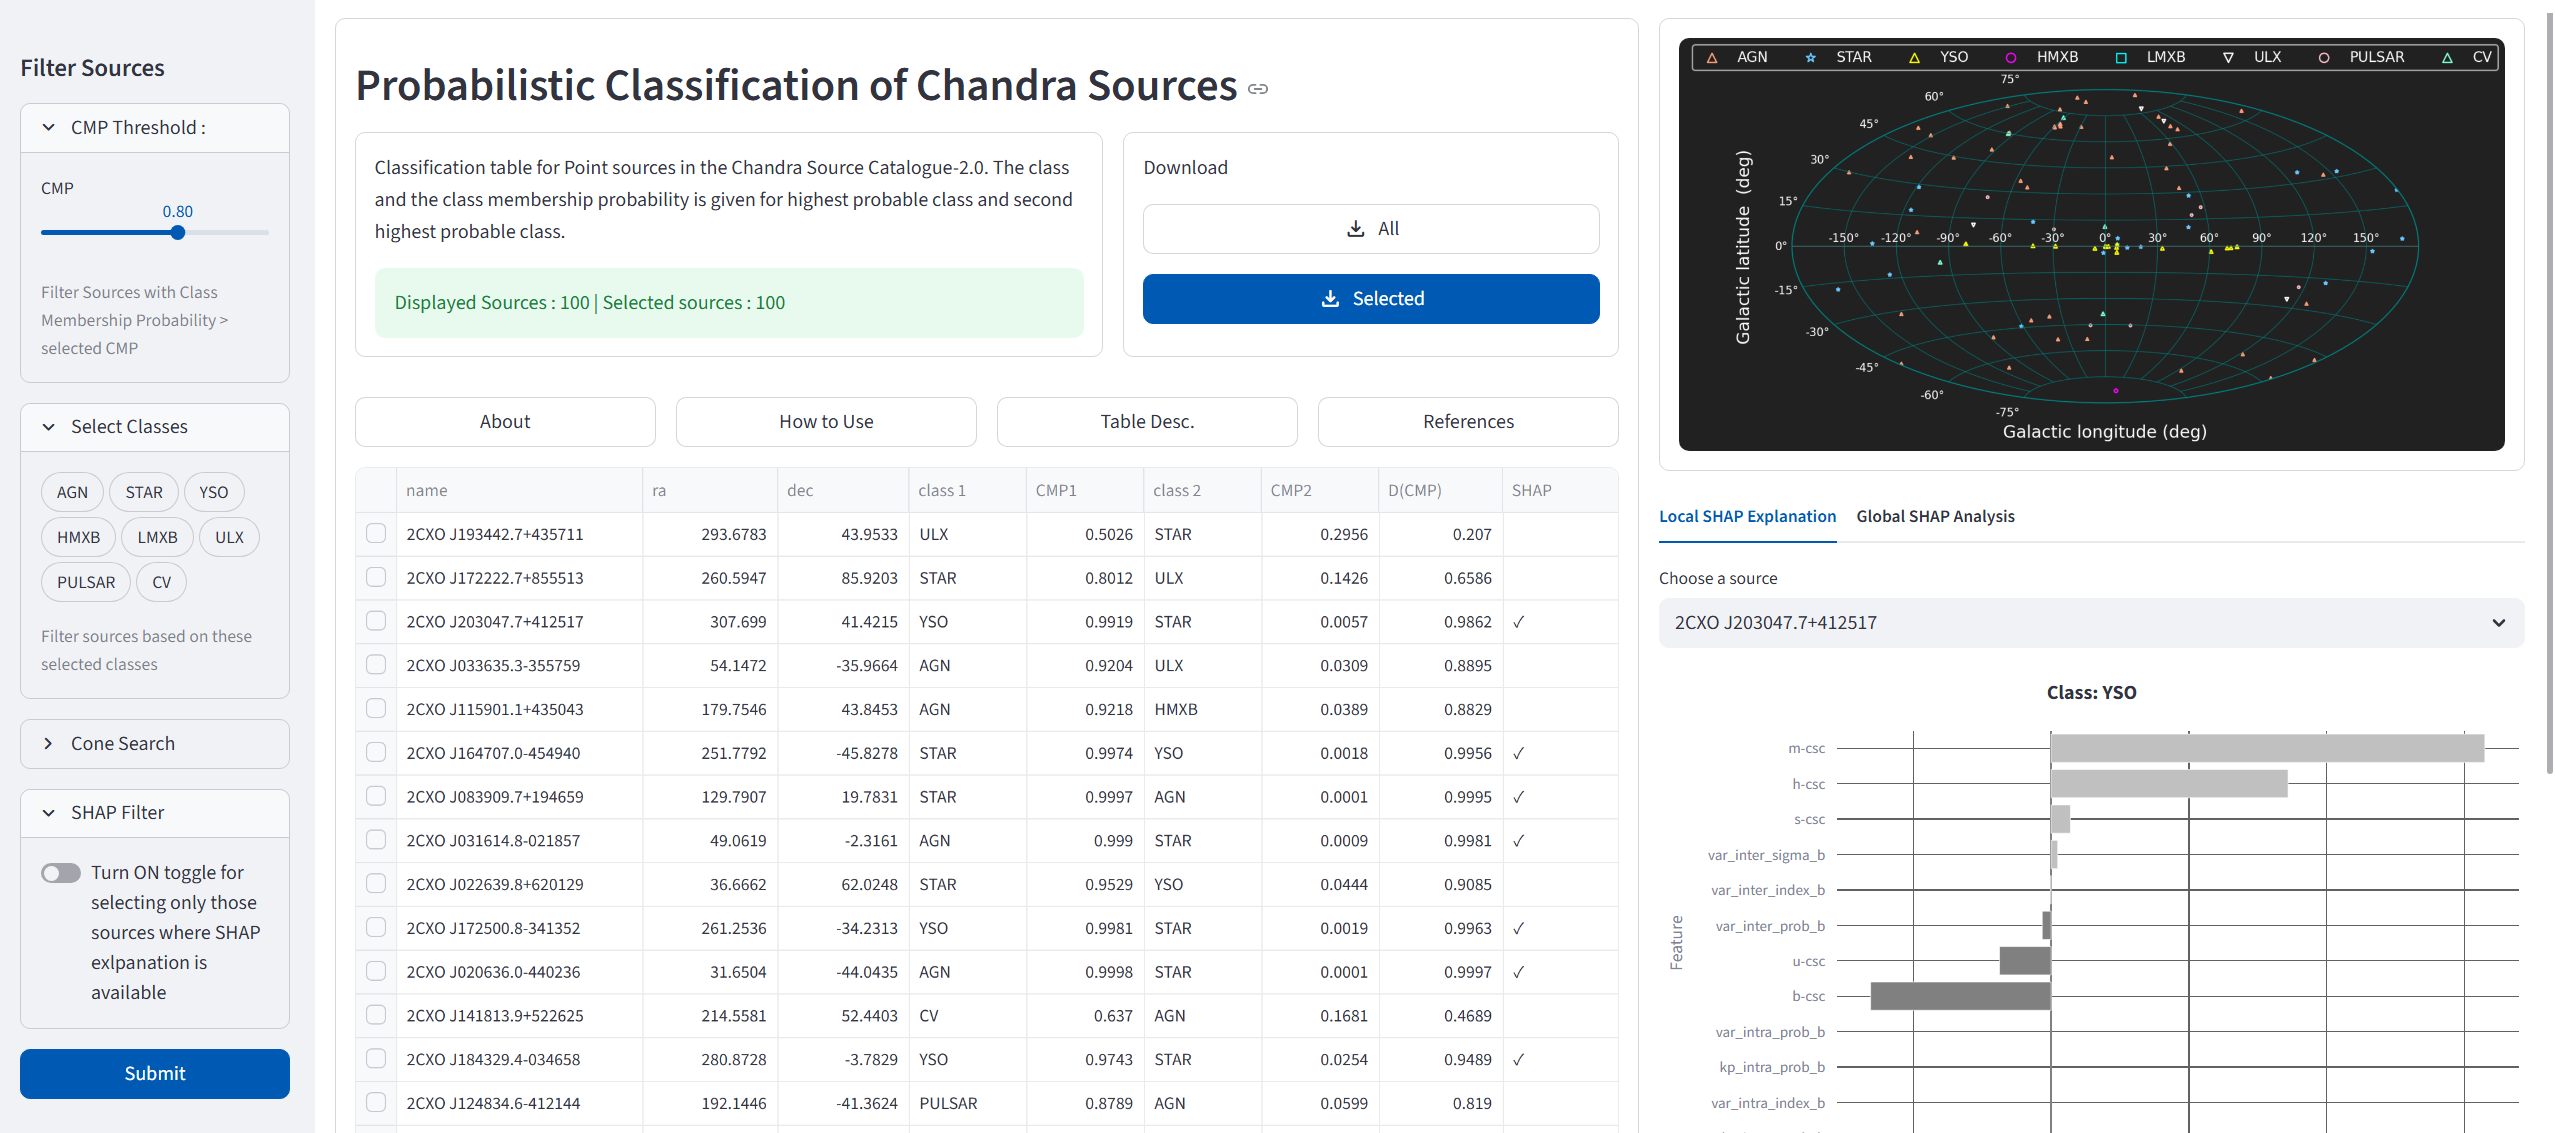 Filter Sources
CMP Threshold :
CMP
0.80
Filter Sources with Class
Membership Probability >
selected CMP
Select Classes
AGN STAR YSO
HMXB LMXB ULX
PULSAR CV
Filter sources based on these
selected classes
Cone Search
SHAP Filter
Turn ON toggle for
selecting only those
sources where SHAP
exlpanation is
available
Submit
Probabilistic Classification of Chandra Sources
Classification table for Point sources in the Chandra Source Catalogue-2.0. The class
and the class membership probability is given for highest probable class and second
highest probable class.
Displayed Sources : 100 | Selected sources : 100
Download
All
Selected
About How to Use Table Desc. References
name ra dec class 1 CMP1 class 2 CMP2 D(CMP) SHAP
2CXO J193442.7+435711 293.6783 43.9533 ULX 0.5026 STAR 0.2956 0.207
2CXO J172222.7+855513 260.5947 85.9203 STAR 0.8012 ULX 0.1426 0.6586
2CXO J203047.7+412517 307.699 41.4215 YSO 0.9919 STAR 0.0057 0.9862 ✓
2CXO J033635.3-355759 54.1472 -35.9664 AGN 0.9204 ULX 0.0309 0.8895
2CXO J115901.1+435043 179.7546 43.8453 AGN 0.9218 HMXB 0.0389 0.8829
2CXO J164707.0-454940 251.7792 -45.8278 STAR 0.9974 YSO 0.0018 0.9956 ✓
2CXO J083909.7+194659 129.7907 19.7831 STAR 0.9997 AGN 0.0001 0.9995 ✓
2CXO J031614.8-021857 49.0619 -2.3161 AGN 0.999 STAR 0.0009 0.9981 ✓
2CXO J022639.8+620129 36.6662 62.0248 STAR 0.9529 YSO 0.0444 0.9085
2CXO J172500.8-341352 261.2536 -34.2313 YSO 0.9981 STAR 0.0019 0.9963 ✓
2CXO J020636.0-440236 31.6504 -44.0435 AGN 0.9998 STAR 0.0001 0.9997 ✓
2CXO J141813.9+522625 214.5581 52.4403 CV 0.637 AGN 0.1681 0.4689
2CXO J184329.4-034658 280.8728 -3.7829 YSO 0.9743 STAR 0.0254 0.9489 ✓
2CXO J124834.6-412144 192.1446 -41.3624 PULSAR 0.8789 AGN 0.0599 0.819
AGN STAR YSO HMXB LMXB ULX PULSAR CV
75°
60°
45°
30°
15°
0° -150° -120° -90° -60° -30° 0° 30° 60° 90° 120° 150°
-15°
-30°
-45°
-60°
-75°
Galactic latitude (deg)
Galactic longitude (deg)
Local SHAP Explanation Global SHAP Analysis
Choose a source
2CXO J203047.7+412517
Class: YSO
Feature
m-csc
h-csc
s-csc
var_inter_sigma_b
var_inter_index_b
var_inter_prob_b
u-csc
b-csc
var_intra_prob_b
kp_intra_prob_b
var_intra_index_b